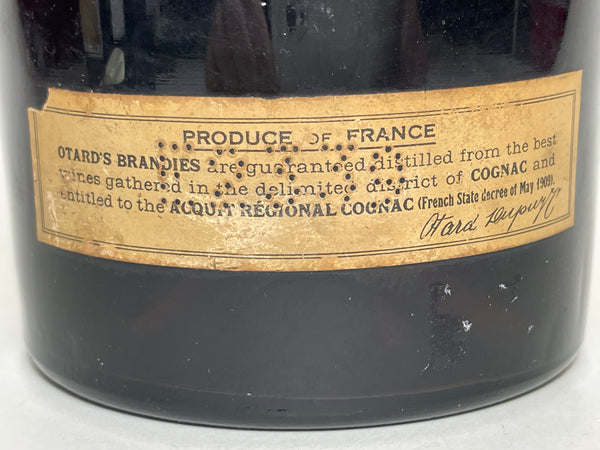 PRODUCE OF FRANCE
OTARD'S BRANDIES are guaranteed distilled from the best
wines gathered in the delimited district of COGNAC and
entitled to the ACQUIT RÉGIONAL COGNAC (French State decree of May 1909).
Otard Dupuy & C°